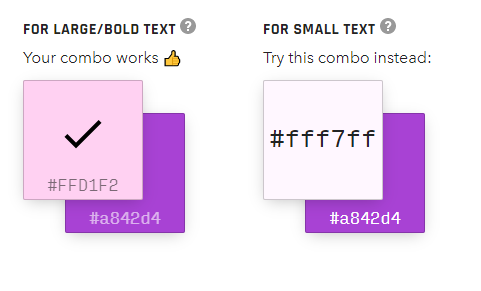 FOR LARGE/BOLD TEXT ?
Your combo works 👍
#FFD1F2
#a842d4
FOR SMALL TEXT ?
Try this combo instead:
#fff7ff
#a842d4